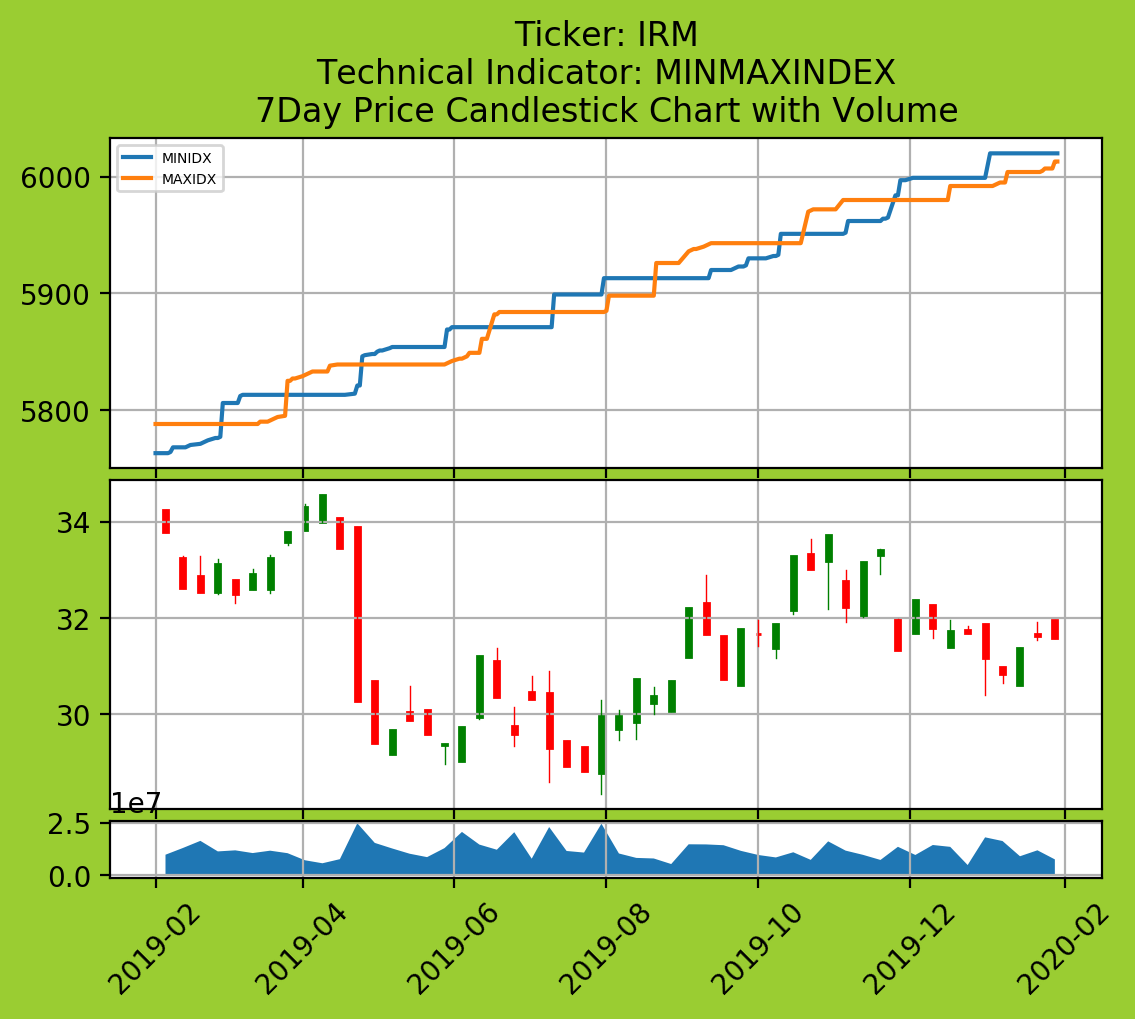 Ticker: IRM
Technical Indicator: MINMAXINDEX
7Day Price Candlestick Chart with Volume
MINIDX
MAXIDX
6000
5900
5800
34
32
30
1e7
2.5
0.0
2019-02
2019-04
2019-06
2019-08
2019-10
2019-12
2020-02